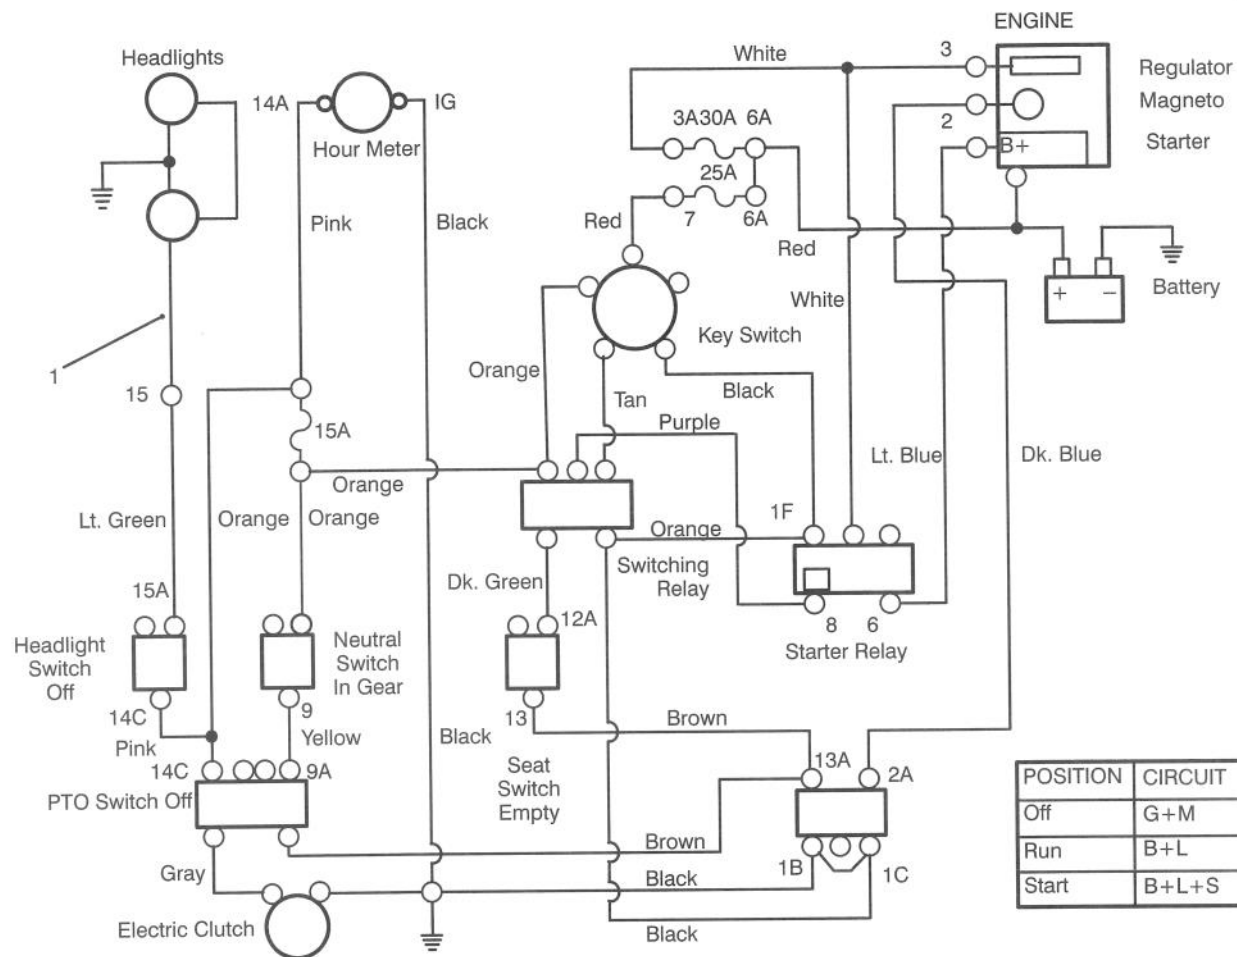 ENGINE
Headlights
White
3
Regulator
14A
IG
Magneto
2
3A30A 6A
Hour Meter
2
B+
Starter
25A
Pink
Black
Red
7
6A
Red
White
+ −
Battery
Key Switch
1
Orange
Black
15
Tan
15A
Purple
Lt. Blue
Dk. Blue
Orange
Lt. Green
Orange
Orange
Orange
1F
Switching
Relay
Dk. Green
15A
12A
8
6
Starter Relay
Headlight
Switch
Off
Neutral
Switch
In Gear
14C
9
13
Brown
Pink
Yellow
Black
14C
9A
13A
2A
PTO Switch Off
Seat
Switch
Empty
Brown
Gray
Black
1B
1C
Electric Clutch
Black
POSITION CIRCUIT
Off G+M
Run B+L
Start B+L+S